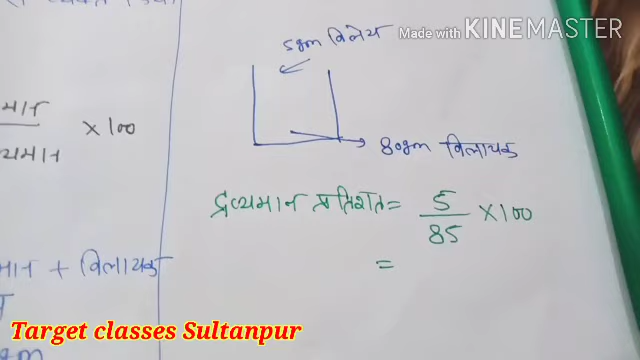 Made with KINEMASTER
5gm विलेय
मान
× 100
यमान
80gm विलायक
द्रव्यमान प्रतिशत = 5/85 × 100
=
मान + विलायक
Target classes Sultanpur